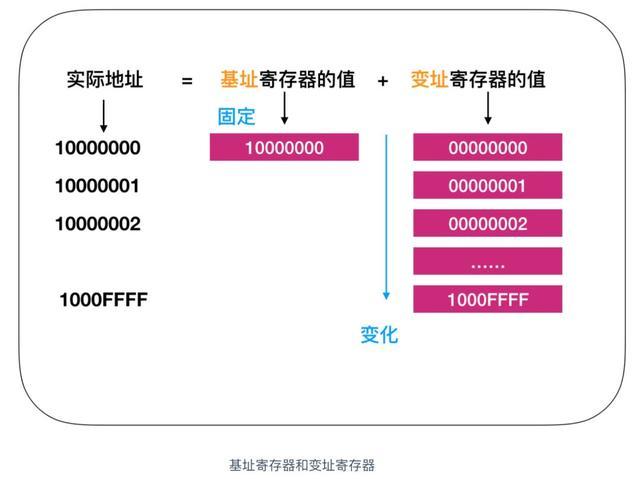 实际地址 = 基址寄存器的值 + 变址寄存器的值
固定
10000000 10000000 00000000
10000001 00000001
10000002 00000002
......
1000FFFF 1000FFFF
变化
基址寄存器和变址寄存器